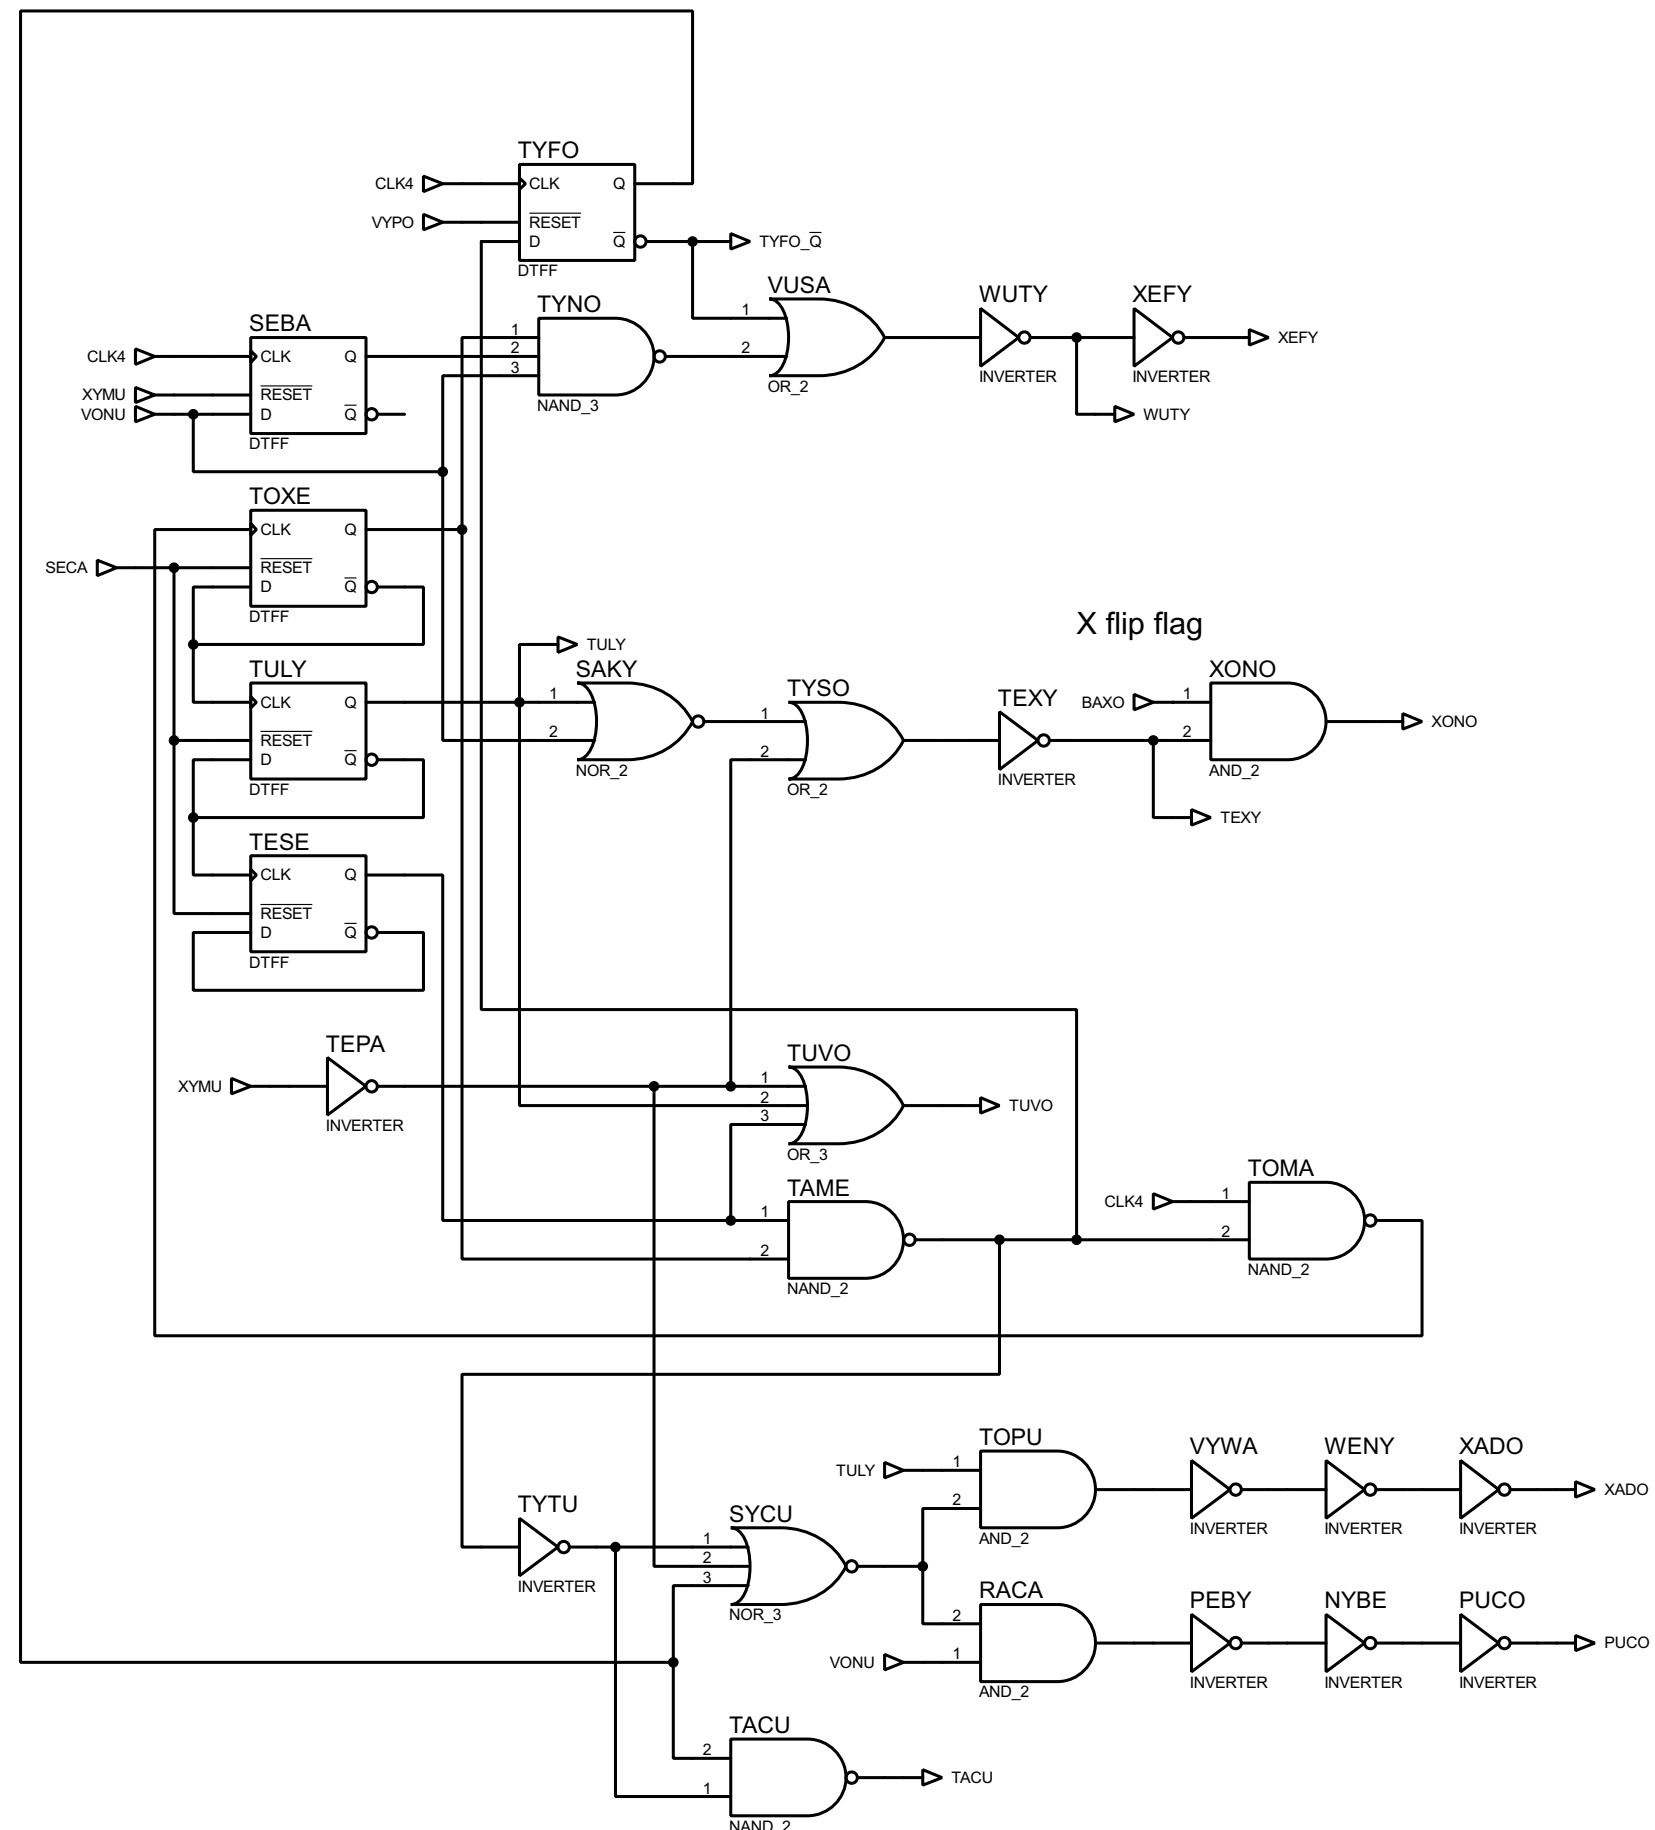 TYFO
CLK4
CLK
Q
VYPO
RESET
D
Q
TYFO_Q
DTFF
VUSA
1
2
OR_2
WUTY
INVERTER
XEFY
INVERTER
XEFY
WUTY
TYNO
1
2
3
NAND_3
SEBA
CLK4
CLK
Q
XYMU
RESET
VONU
D
Q
DTFF
TOXE
CLK
Q
SECA
RESET
D
Q
DTFF
X flip flag
TULY
TULY
CLK
Q
RESET
D
Q
DTFF
SAKY
1
2
NOR_2
TYSO
1
2
OR_2
TEXY
INVERTER
XONO
BAXO
1
2
AND_2
XONO
TEXY
TESE
CLK
Q
RESET
D
Q
DTFF
TEPA
XYMU
INVERTER
TUVO
1
2
3
OR_3
TUVO
TAME
1
2
NAND_2
TOMA
CLK4
1
2
NAND_2
TOPU
TULY
1
2
AND_2
VYWA
INVERTER
WENY
INVERTER
XADO
INVERTER
XADO
TYTU
INVERTER
SYCU
1
2
3
NOR_3
RACA
2
VONU
1
AND_2
PEBY
INVERTER
NYBE
INVERTER
PUCO
INVERTER
PUCO
TACU
2
1
NAND_2
TACU